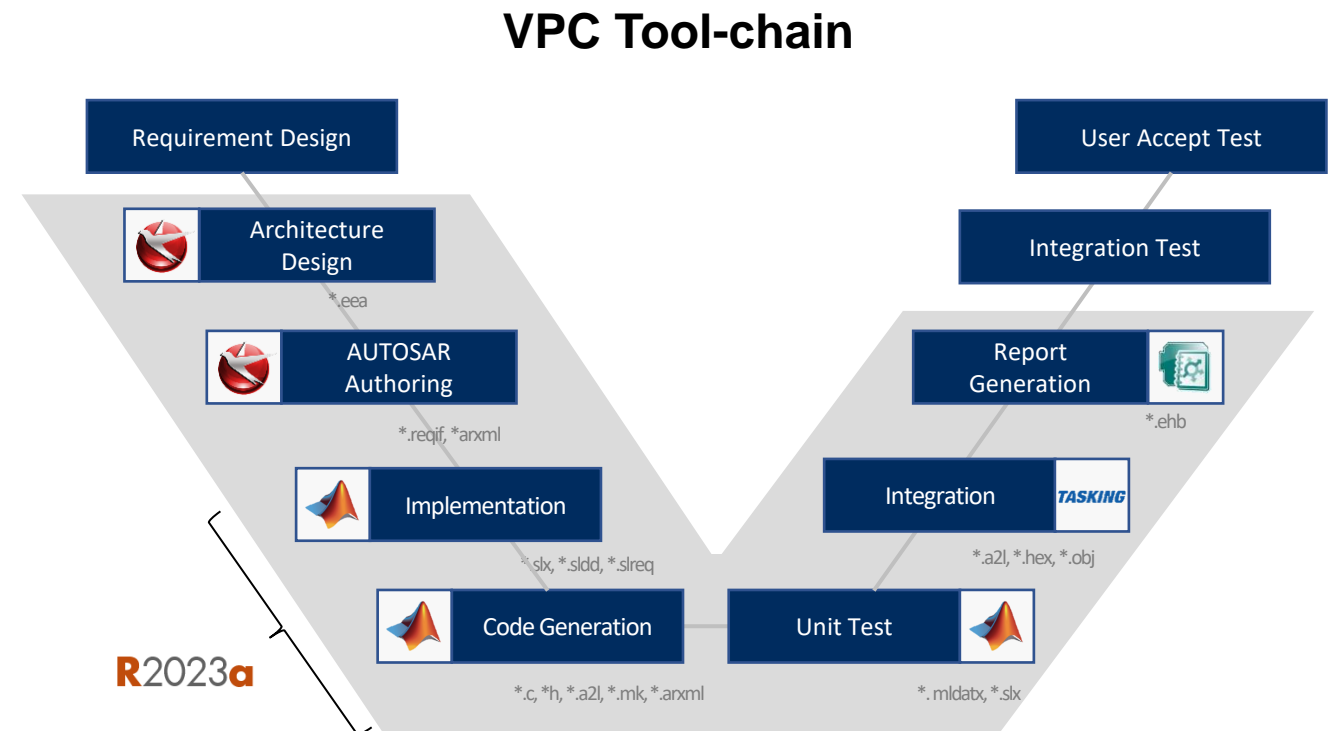 VPC Tool-chain
Requirement Design
User Accept Test
Architecture
Design
Integration Test
*.eea
AUTOSAR
Authoring
Report
Generation
*.reqif, *arxml
*.ehb
Implementation
Integration
TASKING
*.slx, *.sldd, *.slreq
*.a2l, *.hex, *.obj
Code Generation
Unit Test
R2023a
*.c, *h, *.a2l, *.mk, *.arxml
*. mldatx, *.slx